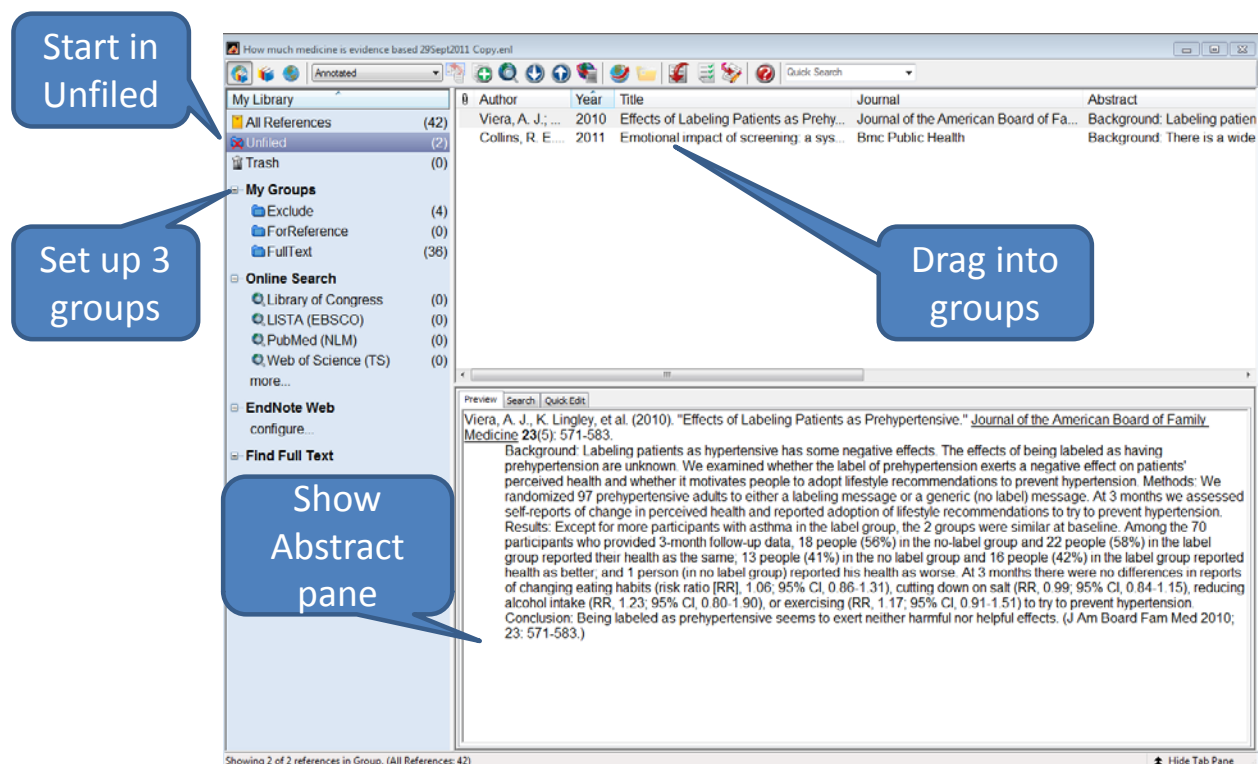 Start in
Unfiled
Set up 3
groups
Drag into
groups
Show
Abstract
pane
How much medicine is evidence based 29Sept2011 Copy.enl
Annotated
Quick Search
My Library
All References (42)
Unfiled (2)
Trash (0)
My Groups
Exclude (4)
ForReference (0)
FullText (36)
Online Search
Library of Congress (0)
LISTA (EBSCO) (0)
PubMed (NLM) (0)
Web of Science (TS) (0)
more...
EndNote Web
configure...
Find Full Text
Author Year Title Journal Abstract
Viera, A. J.; ... 2010 Effects of Labeling Patients as Prehy... Journal of the American Board of Fa... Background: Labeling patien
Collins, R. E.... 2011 Emotional impact of screening: a sys... Bmc Public Health Background: There is a wide
Preview Search Quick Edit
Viera, A. J., K. Lingley, et al. (2010). "Effects of Labeling Patients as Prehypertensive." Journal of the American Board of Family
Medicine 23(5): 571-583.
Background: Labeling patients as hypertensive has some negative effects. The effects of being labeled as having
prehypertension are unknown. We examined whether the label of prehypertension exerts a negative effect on patients'
perceived health and whether it motivates people to adopt lifestyle recommendations to prevent hypertension. Methods: We
randomized 97 prehypertensive adults to either a labeling message or a generic (no label) message. At 3 months we assessed
self-reports of change in perceived health and reported adoption of lifestyle recommendations to try to prevent hypertension.
Results: Except for more participants with asthma in the label group, the 2 groups were similar at baseline. Among the 70
participants who provided 3-month follow-up data, 18 people (56%) in the no-label group and 22 people (58%) in the label
group reported their health as the same; 13 people (41%) in the no label group and 16 people (42%) in the label group reported
health as better; and 1 person (in no label group) reported his health as worse. At 3 months there were no differences in reports
of changing eating habits (risk ratio [RR], 1.06; 95% CI, 0.86-1.31), cutting down on salt (RR, 0.99; 95% CI, 0.84-1.15), reducing
alcohol intake (RR, 1.23; 95% CI, 0.80-1.90), or exercising (RR, 1.17; 95% CI, 0.91-1.51) to try to prevent hypertension.
Conclusion: Being labeled as prehypertensive seems to exert neither harmful nor helpful effects. (J Am Board Fam Med 2010;
23: 571-583.)
Showing 2 of 2 references in Group. (All References: 42)
Hide Tab Pane